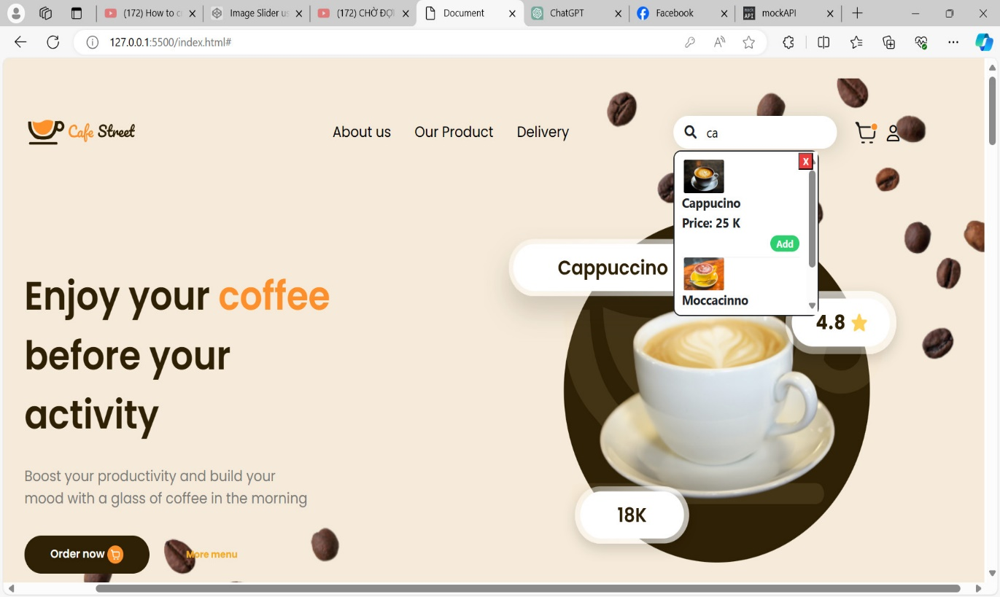 (172) How to c
Image Slider us
(172) CHỜ ĐỢI
Document
ChatGPT
Facebook
mock API
mockAPI
127.0.0.1:5500/index.html#
Cafe Street
About us
Our Product
Delivery
ca
X
Cappucino
Price: 25 K
Add
Moccacinno
Cappuccino
4.8
18K
Enjoy your coffee
before your
activity
Boost your productivity and build your
mood with a glass of coffee in the morning
Order now
More menu